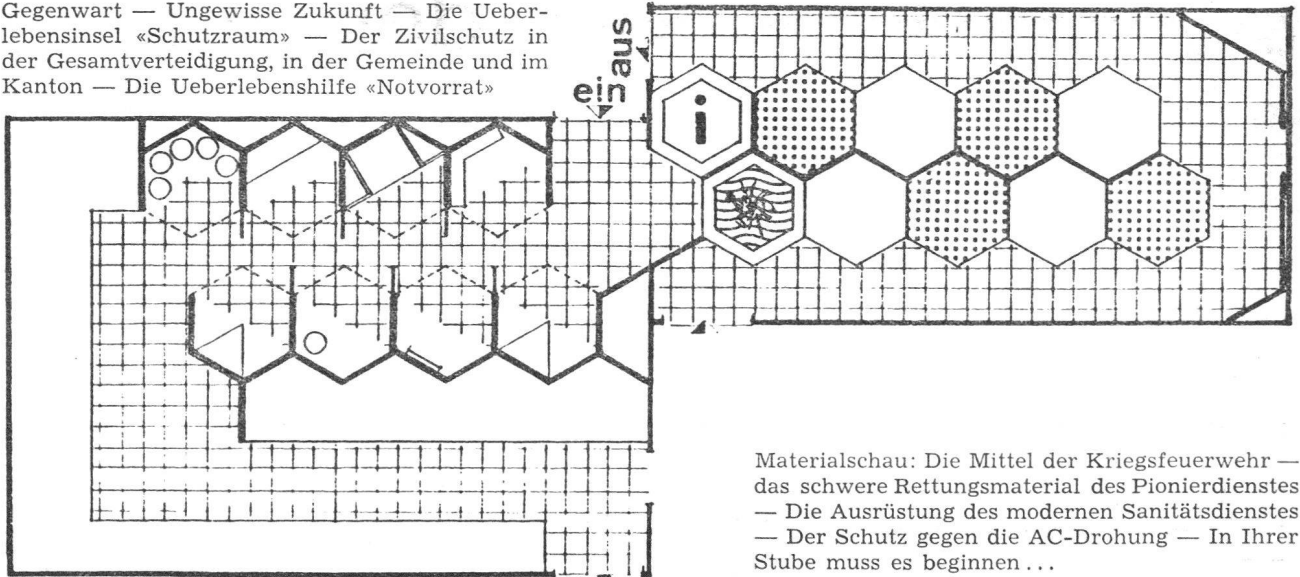 Gegenwart — Ungewisse Zukunft — Die Ueber-
lebensinsel «Schutzraum» — Der Zivilschutz in
der Gesamtverteidigung, in der Gemeinde und im
Kanton — Die Ueberlebenshilfe «Notvorrat»
ein
aus
i
Materialschau: Die Mittel der Kriegsfeuerwehr —
das schwere Rettungsmaterial des Pionierdienstes
— Die Ausrüstung des modernen Sanitätsdienstes
— Der Schutz gegen die AC-Drohung — In Ihrer
Stube muss es beginnen ...